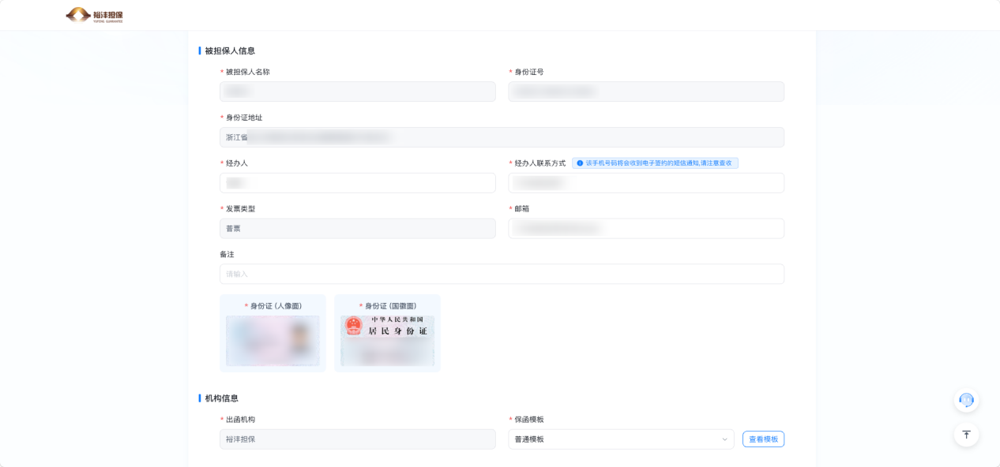 裕沣担保
YUFENG GUARANTEE
被担保人信息
* 被担保人名称
* 身份证号
* 身份证地址
浙江省
* 经办人
* 经办人联系方式 该手机号码将会收到电子签约的短信通知,请注意查收
* 发票类型
* 邮箱
普票
备注
请输入
* 身份证 (人像面)
* 身份证 (国徽面)
中华人民共和国
居民身份证
机构信息
* 出函机构
* 保函模板
裕沣担保
普通模板
查看模板